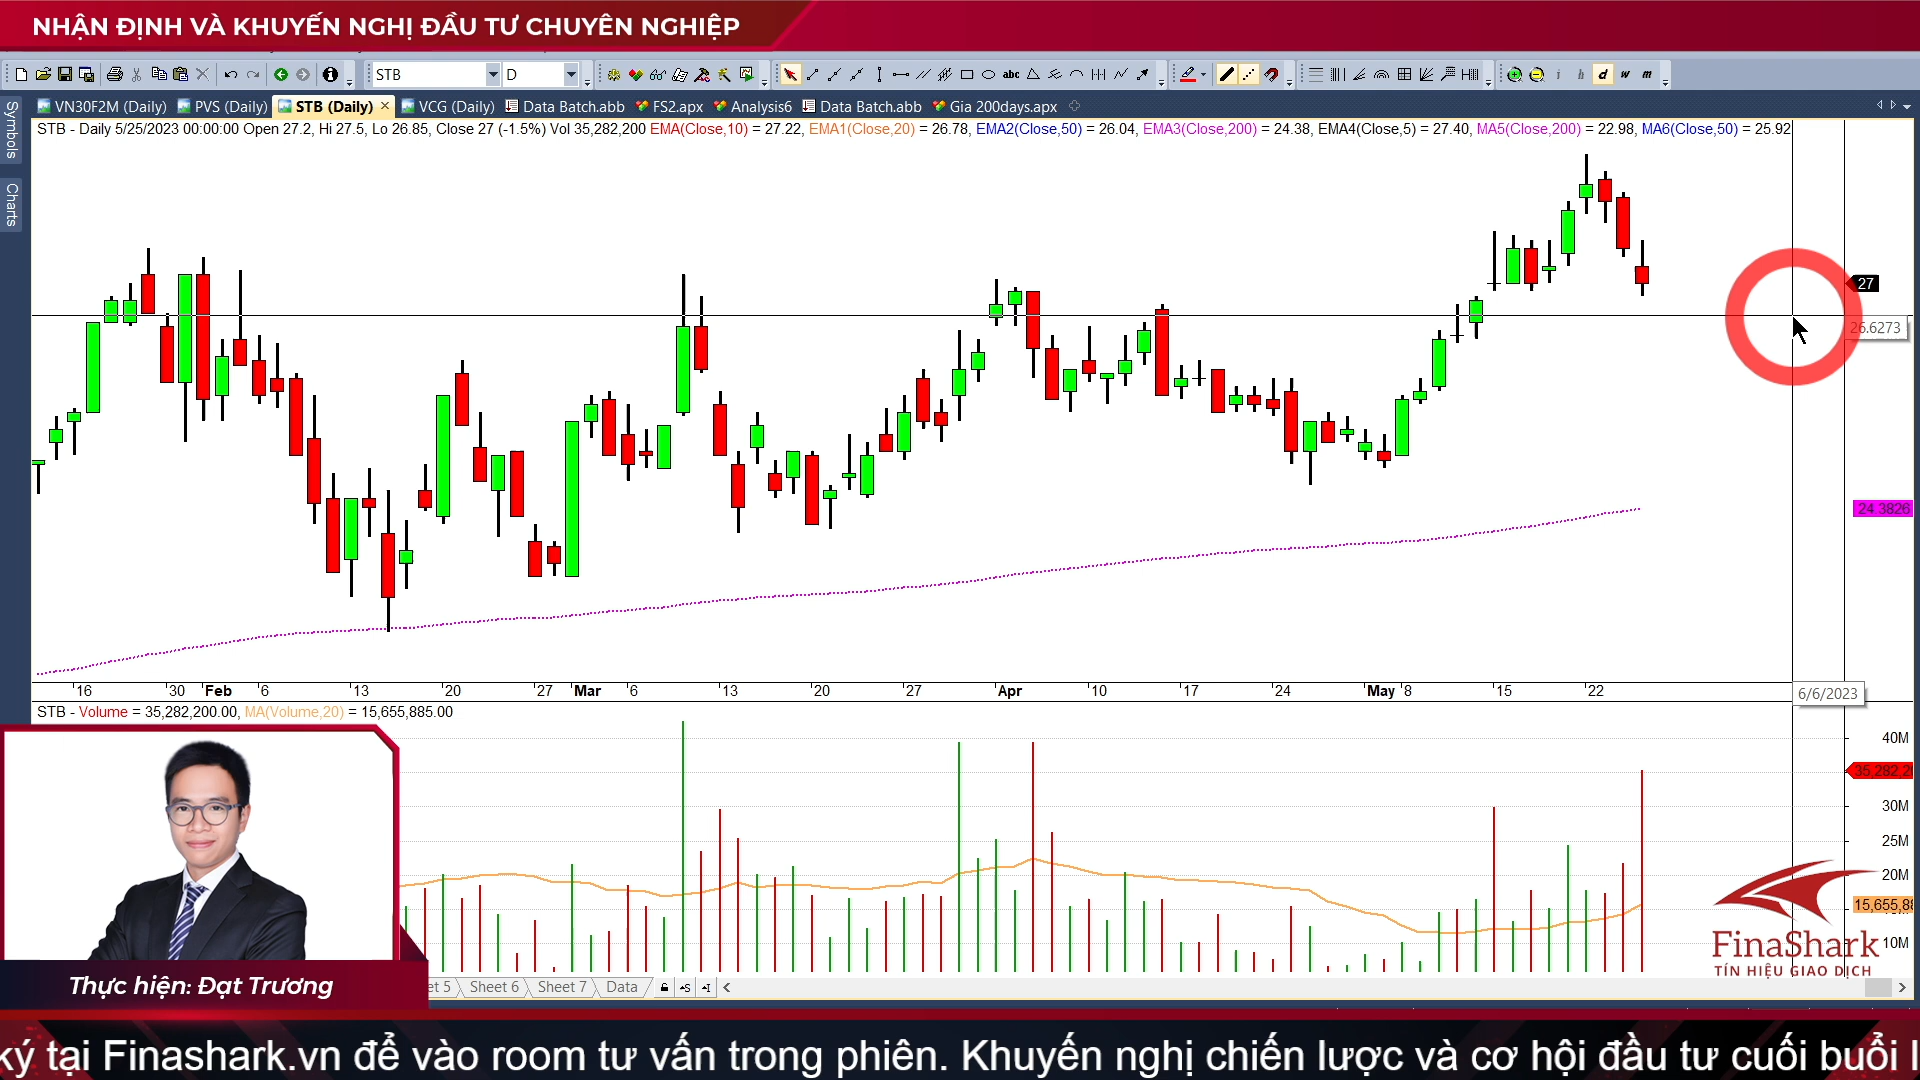 NHẬN ĐỊNH VÀ KHUYẾN NGHỊ ĐẦU TƯ CHUYÊN NGHIỆP
STB D abc i h d w m
VN30F2M (Daily) PVS (Daily) STB (Daily) VCG (Daily) Data Batch.abb FS2.apx Analysis6 Data Batch.abb Gia 200days.apx
Symbols
Charts
STB - Daily 5/25/2023 00:00:00 Open 27.2, Hi 27.5, Lo 26.85, Close 27 (-1.5%) Vol 35,282,200 EMA(Close,10) = 27.22, EMA1(Close,20) = 26.78, EMA2(Close,50) = 26.04, EMA3(Close,200) = 24.38, EMA4(Close,5) = 27.40, MA5(Close,200) = 22.98, MA6(Close,50) = 25.92
27
26.6273
24.3826
16 30 Feb 6 13 20 27 Mar 6 13 20 27 Apr 10 17 24 May 8 15 22
6/6/2023
STB - Volume = 35,282,200.00, MA(Volume,20) = 15,655,885.00
40M
35,282,2
30M
25M
20M
15,655,88
10M
FinaShark
TÍN HIỆU GIAO DỊCH
Thực hiện: Đạt Trương
et 5 Sheet 6 Sheet 7 Data
ký tại Finashark.vn để vào room tư vấn trong phiên. Khuyến nghị chiến lược và cơ hội đầu tư cuối buổi